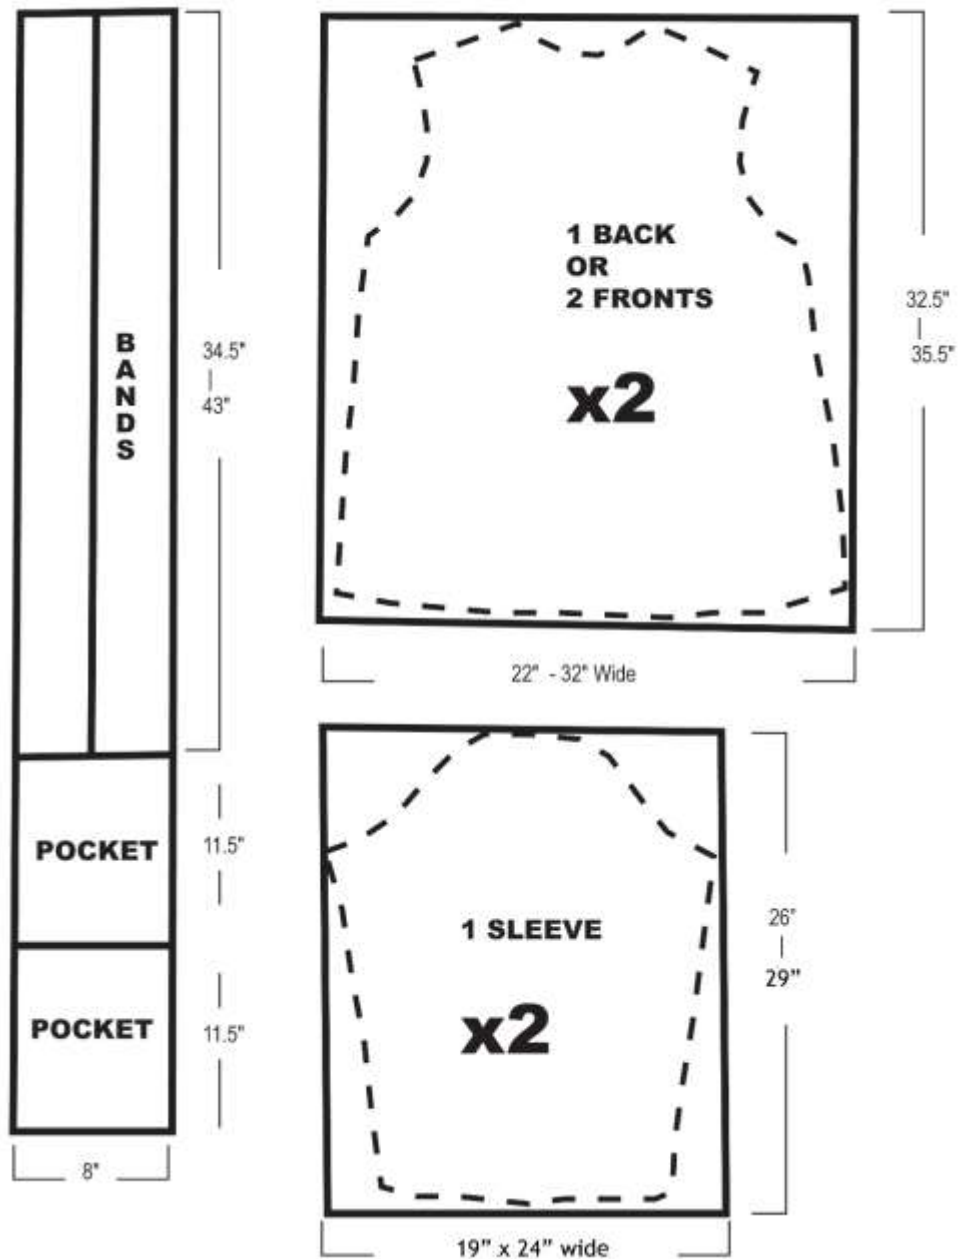 BANDS
34.5"
|
43"
POCKET
11.5"
POCKET
11.5"
8"
1 BACK
OR
2 FRONTS
x2
32.5"
|
35.5"
22" - 32" Wide
1 SLEEVE
x2
26"
|
29”
19” x 24” wide